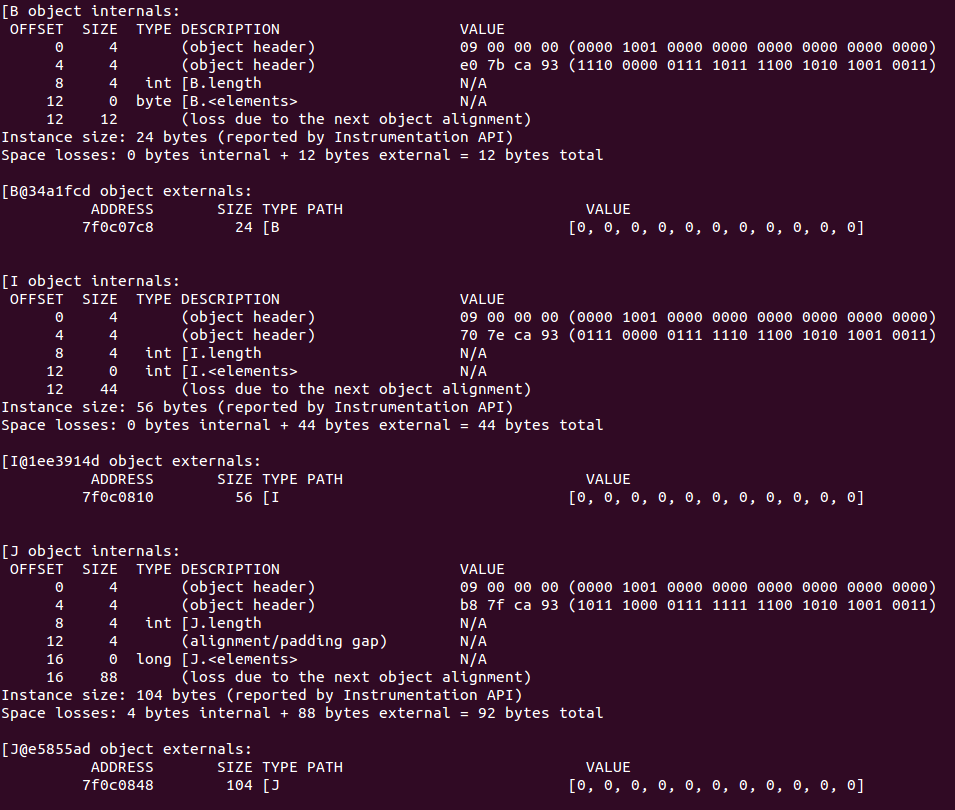 [B object internals:
 OFFSET  SIZE  TYPE DESCRIPTION                    VALUE
      0     4       (object header)                09 00 00 00 (0000 1001 0000 0000 0000 0000 0000 0000)
      4     4       (object header)                e0 7b ca 93 (1110 0000 0111 1011 1100 1010 1001 0011)
      8     4   int [B.length                      N/A
     12     0  byte [B.<elements>                  N/A
     12    12       (loss due to the next object alignment)
Instance size: 24 bytes (reported by Instrumentation API)
Space losses: 0 bytes internal + 12 bytes external = 12 bytes total
[B@34a1fcd object externals:
          ADDRESS       SIZE TYPE PATH                           VALUE
         7f0c07c8         24 [B                                [0, 0, 0, 0, 0, 0, 0, 0, 0, 0, 0]
[I object internals:
 OFFSET  SIZE  TYPE DESCRIPTION                    VALUE
      0     4       (object header)                09 00 00 00 (0000 1001 0000 0000 0000 0000 0000 0000)
      4     4       (object header)                70 7e ca 93 (0111 0000 0111 1110 1100 1010 1001 0011)
      8     4   int [I.length                      N/A
     12     0   int [I.<elements>                  N/A
     12    44       (loss due to the next object alignment)
Instance size: 56 bytes (reported by Instrumentation API)
Space losses: 0 bytes internal + 44 bytes external = 44 bytes total
[I@1ee3914d object externals:
          ADDRESS       SIZE TYPE PATH                           VALUE
         7f0c0810         56 [I                                [0, 0, 0, 0, 0, 0, 0, 0, 0, 0, 0]
[J object internals:
 OFFSET  SIZE  TYPE DESCRIPTION                    VALUE
      0     4       (object header)                09 00 00 00 (0000 1001 0000 0000 0000 0000 0000 0000)
      4     4       (object header)                b8 7f ca 93 (1011 1000 0111 1111 1100 1010 1001 0011)
      8     4   int [J.length                      N/A
     12     4       (alignment/padding gap)        N/A
     16     0  long [J.<elements>                  N/A
     16    88       (loss due to the next object alignment)
Instance size: 104 bytes (reported by Instrumentation API)
Space losses: 4 bytes internal + 88 bytes external = 92 bytes total
[J@e5855ad object externals:
          ADDRESS       SIZE TYPE PATH                           VALUE
         7f0c0848        104 [J                                [0, 0, 0, 0, 0, 0, 0, 0, 0, 0, 0]